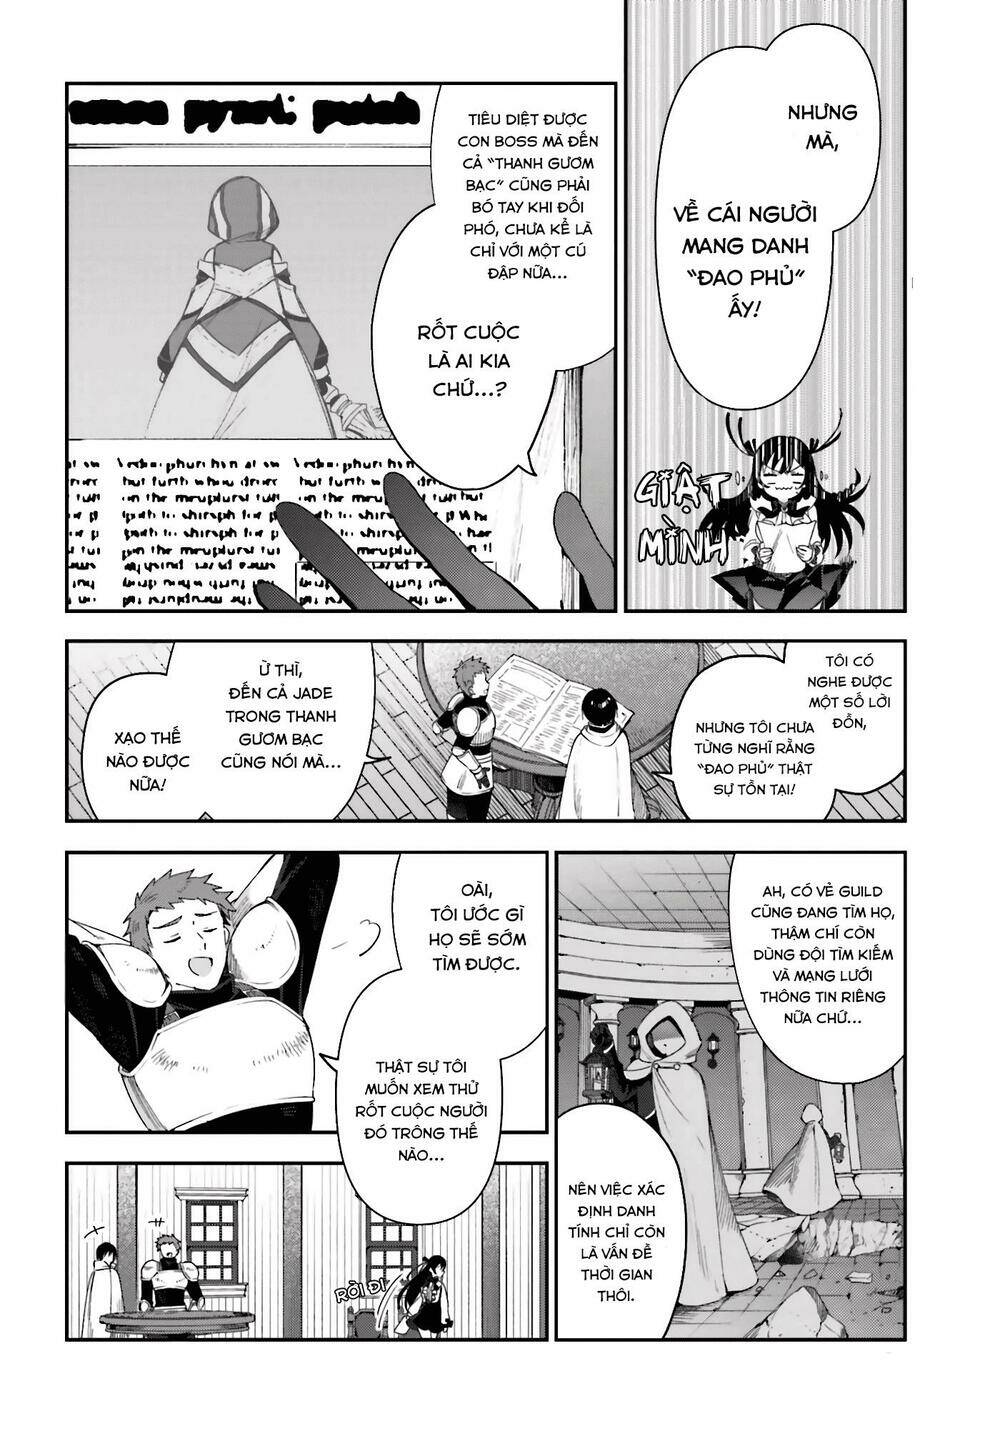 NHƯNG
MÀ,
VỀ CÁI NGƯỜI
MANG DANH
“ĐAO PHỦ”
ẤY!
GIẬT
MÌNH
TIÊU DIỆT ĐƯỢC
CON BOSS MÀ ĐẾN
CẢ “THANH GƯƠM
BẠC” CŨNG PHẢI
BÓ TAY KHI ĐỐI
PHÓ, CHƯA KỂ LÀ
CHỈ VỚI MỘT CÚ
ĐẬP NỮA...
RỐT CUỘC
LÀ AI KIA
CHỨ...?
TÔI CÓ
NGHE ĐƯỢC
MỘT SỐ LỜI
ĐỒN,
NHƯNG TÔI CHƯA
TỪNG NGHĨ RẰNG
“ĐAO PHỦ” THẬT
SỰ TỒN TẠI!
Ừ THÌ,
ĐẾN CẢ JADE
TRONG THANH
GƯƠM BẠC
CŨNG NÓI MÀ...
XẠO THẾ
NÀO ĐƯỢC
NỮA!
AH, CÓ VẺ GUILD
CŨNG ĐANG TÌM HỌ,
THẬM CHÍ CÒN
DÙNG ĐỘI TÌM KIẾM
VÀ MẠNG LƯỚI
THÔNG TIN RIÊNG
NỮA CHỨ...
NÊN VIỆC XÁC
ĐỊNH DANH
TÍNH CHỈ CÒN
LÀ VẤN ĐỀ
THỜI GIAN
THÔI.
OÀI,
TÔI ƯỚC GÌ
HỌ SẼ SỚM
TÌM ĐƯỢC.
THẬT SỰ TÔI
MUỐN XEM THỬ
RỐT CUỘC NGƯỜI
ĐÓ TRÔNG THẾ
NÀO...
RỜI ĐI